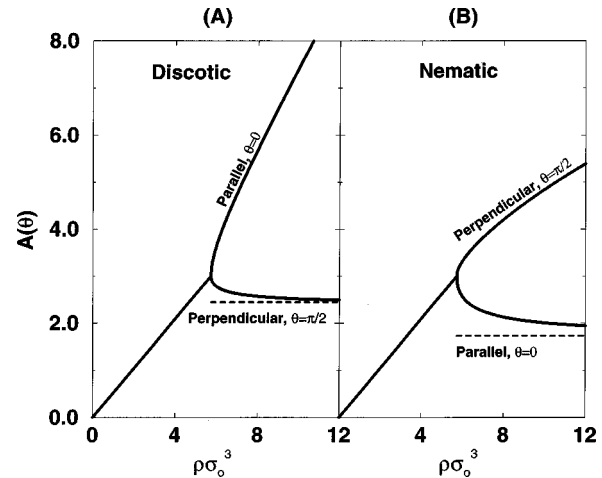 (A)
(B)
8.0
6.0
4.0
2.0
0.0
A(θ)
Discotic
Parallel, θ=0
Perpendicular, θ=π/2
0
4
8
12
ρσₒ³
Nematic
Perpendicular, θ=π/2
Parallel, θ=0
4
8
12
ρσₒ³